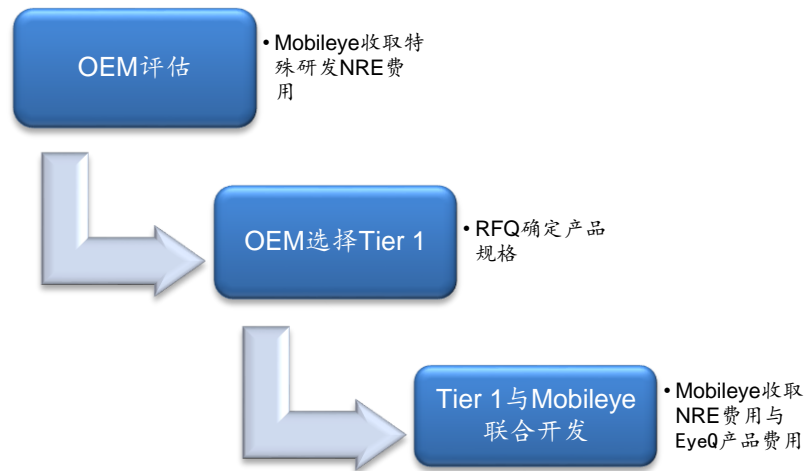 OEM评估
• Mobileye收取特
殊研发NRE费
用
OEM选择Tier 1
• RFQ确定产品
规格
Tier 1与Mobileye
联合开发
• Mobileye收取
NRE费用与
EyeQ产品费用